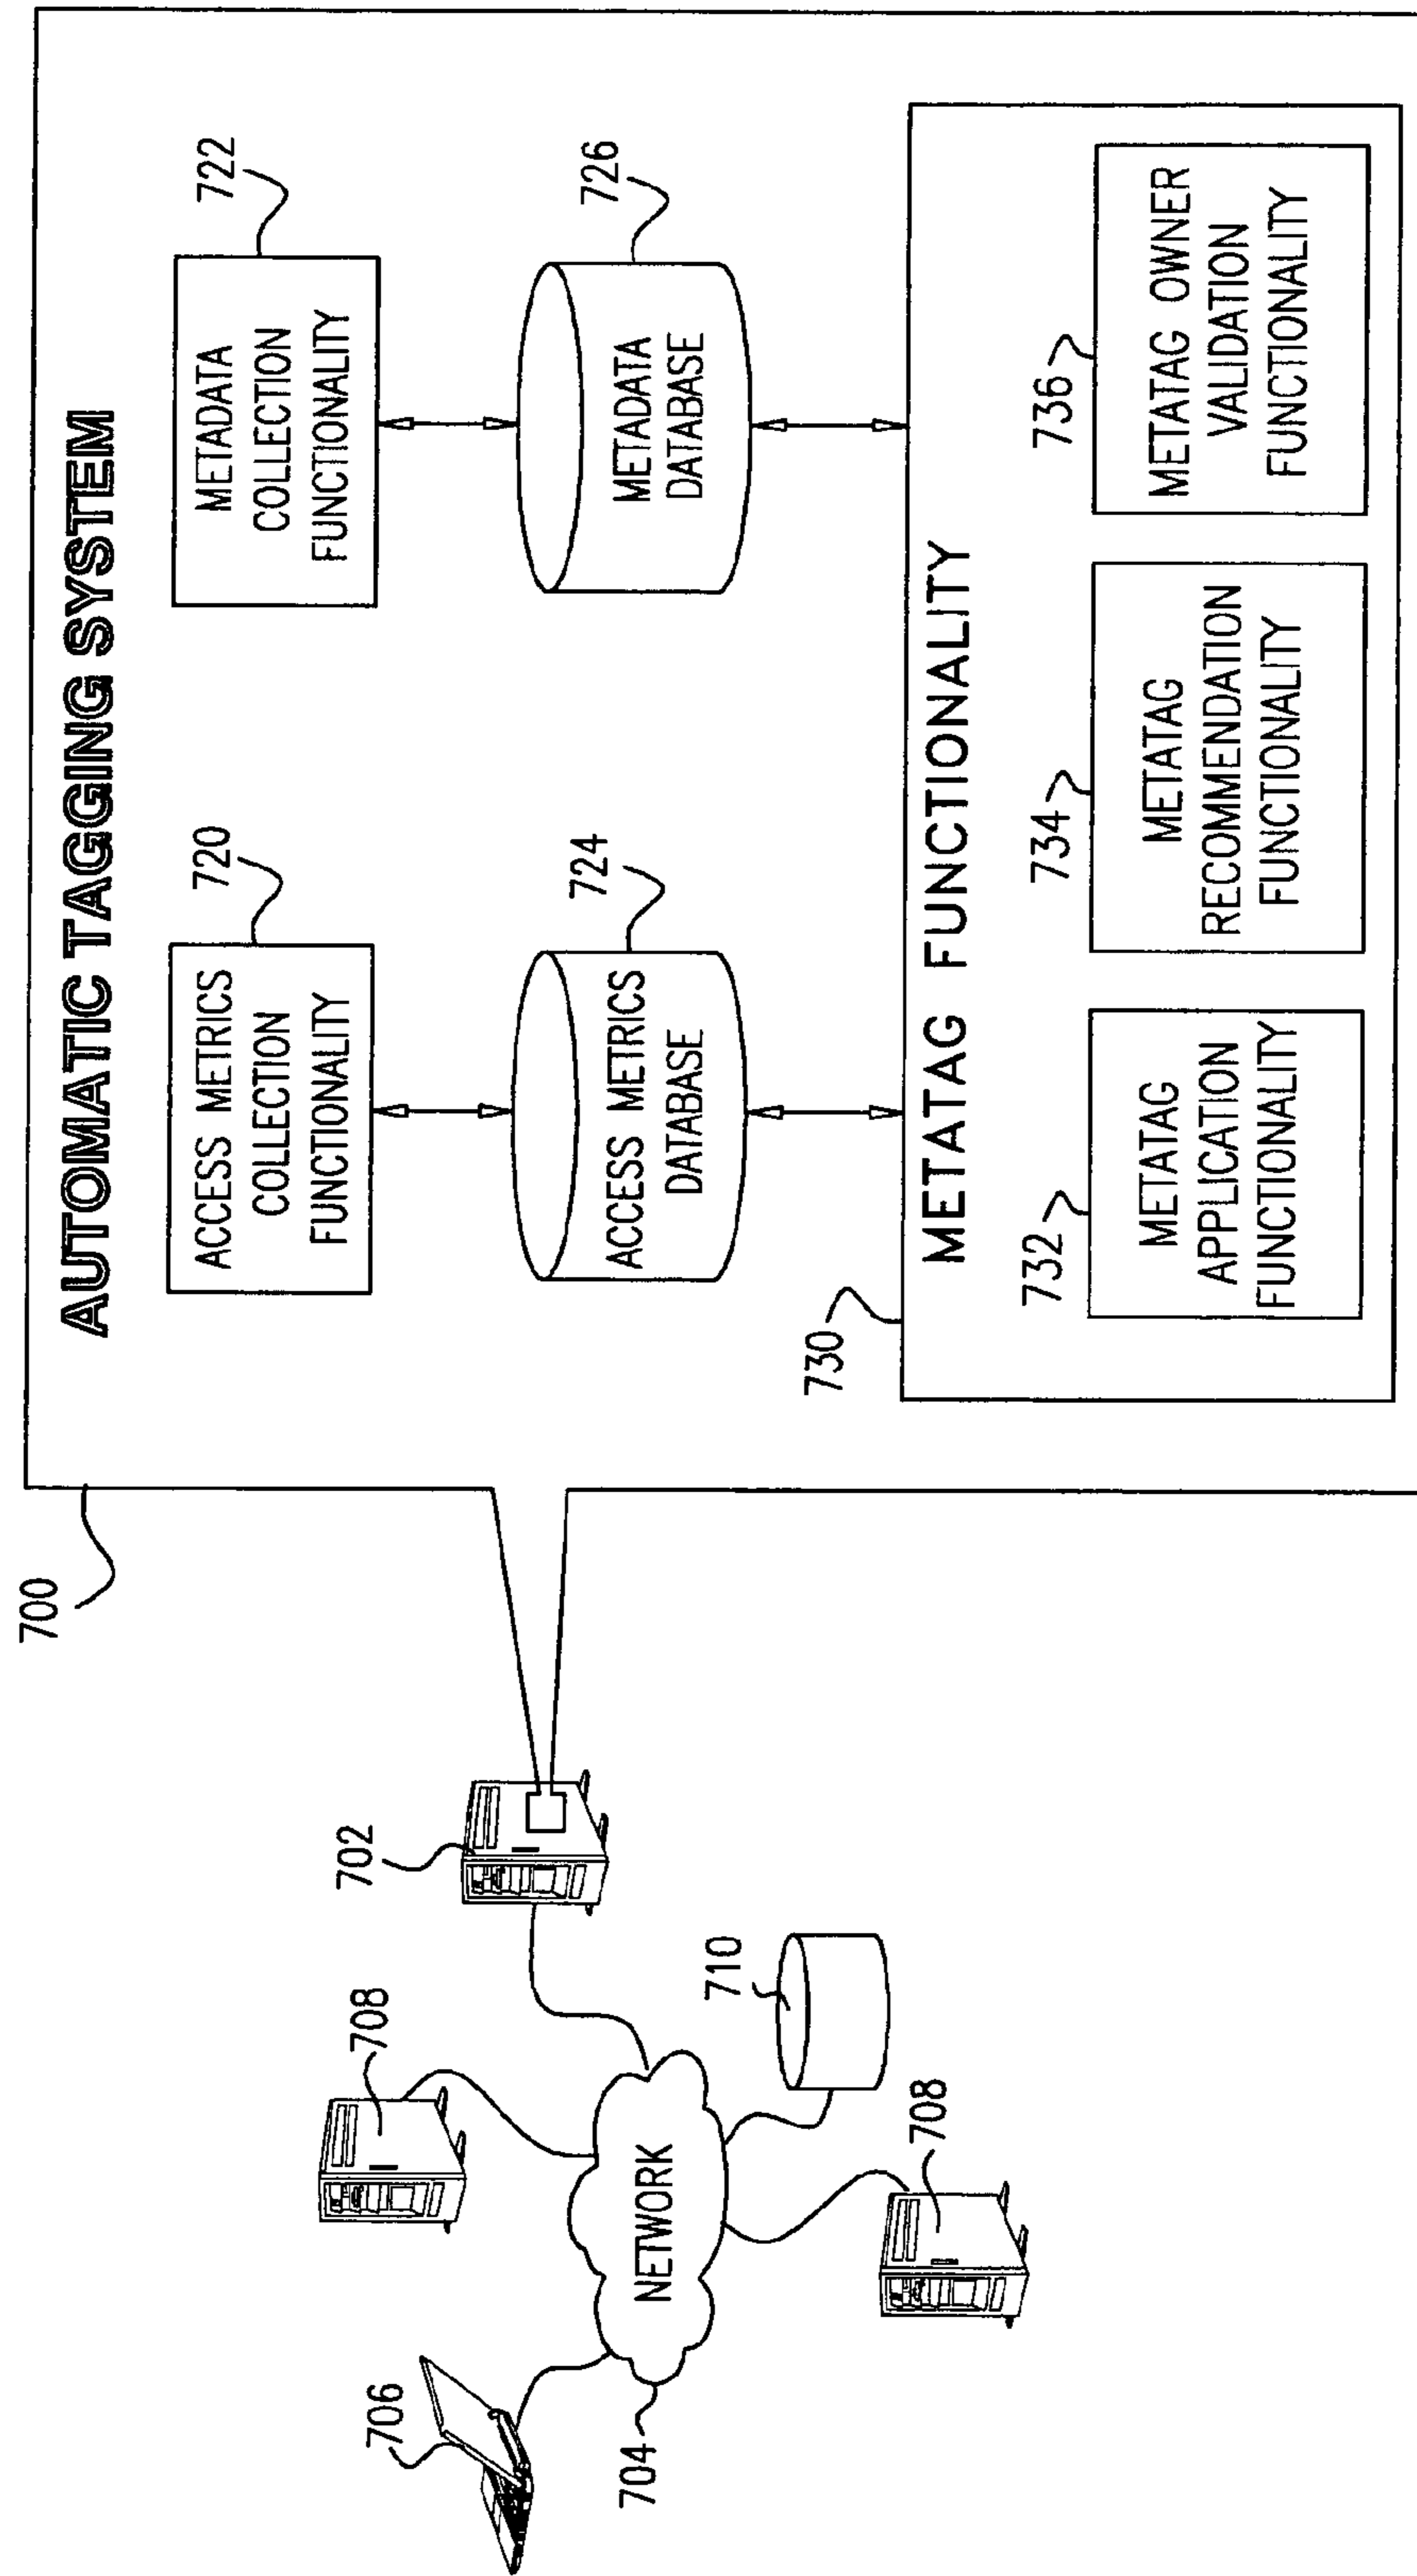 700
AUTOMATIC TAGGING SYSTEM
720
ACCESS METRICS
COLLECTION
FUNCTIONALITY
722
METADATA
COLLECTION
FUNCTIONALITY
724
ACCESS METRICS
DATABASE
726
METADATA
DATABASE
730
METATAG FUNCTIONALITY
732
METATAG
APPLICATION
FUNCTIONALITY
734
METATAG
RECOMMENDATION
FUNCTIONALITY
736
METATAG OWNER
VALIDATION
FUNCTIONALITY
706
708
702
704
NETWORK
710
708